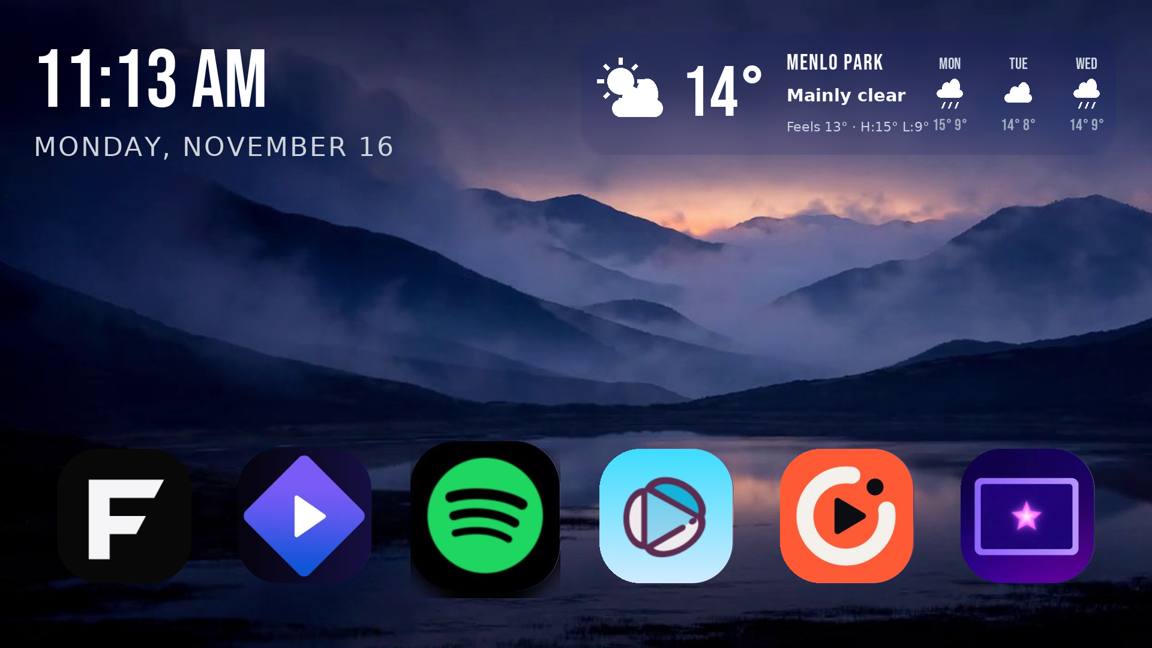 11:13 AM
MONDAY, NOVEMBER 16
14°
MENLO PARK
Mainly clear
Feels 13° · H:15° L:9°
MON
15° 9°
TUE
14° 8°
WED
14° 9°
F